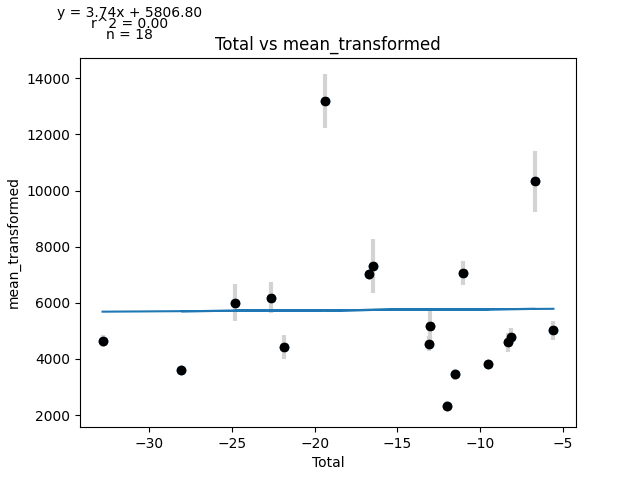 y = 3.74x + 5806.80
r^2 = 0.00
n = 18
Total vs mean_transformed
14000
12000
10000
8000
6000
4000
2000
mean_transformed
−30
−25
−20
−15
−10
−5
Total